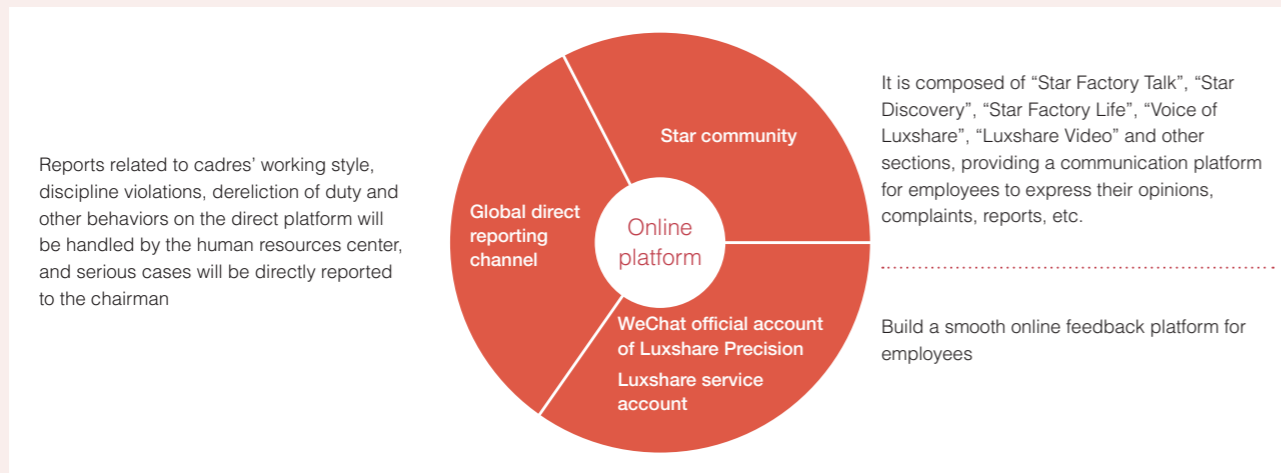 Reports related to cadres’ working style,
discipline violations, dereliction of duty and
other behaviors on the direct platform will
be handled by the human resources center,
and serious cases will be directly reported
to the chairman
Global direct
reporting
channel
Online
platform
Star community
WeChat official account
of Luxshare Precision
Luxshare service
account
It is composed of “Star Factory Talk”, “Star
Discovery”, “Star Factory Life”, “Voice of
Luxshare”, “Luxshare Video” and other
sections, providing a communication platform
for employees to express their opinions,
complaints, reports, etc.
Build a smooth online feedback platform for
employees